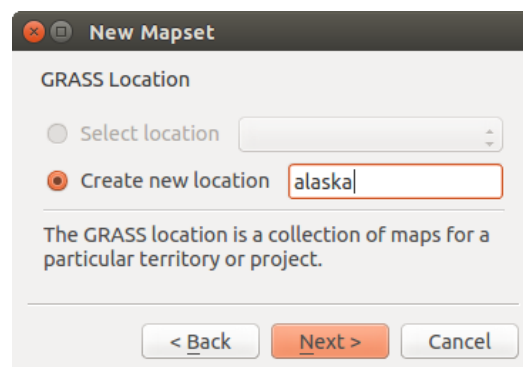 New Mapset
GRASS Location
Select location
Create new location alaska
The GRASS location is a collection of maps for a
particular territory or project.
< Back Next > Cancel